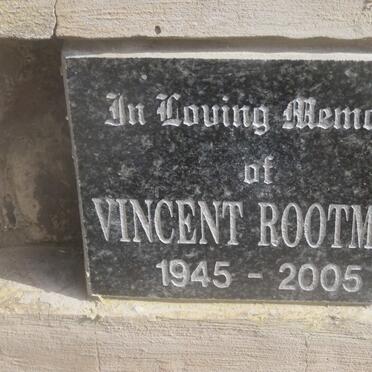 In Loving Memo
of
VINCENT ROOTM
1945 - 2005